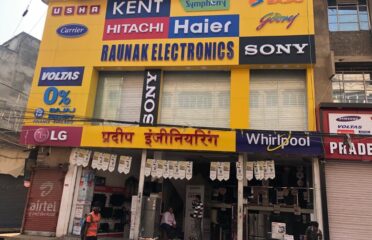 USHA
KENT
Symphony
Carrier
HITACHI
Haier
Godrej
RAUNAK ELECTRONICS
SONY
VOLTAS
0%
SONY
LG
प्रदीप इंजीनियरिंग
Whirlpool
VOLTAS
PRADE
airtel